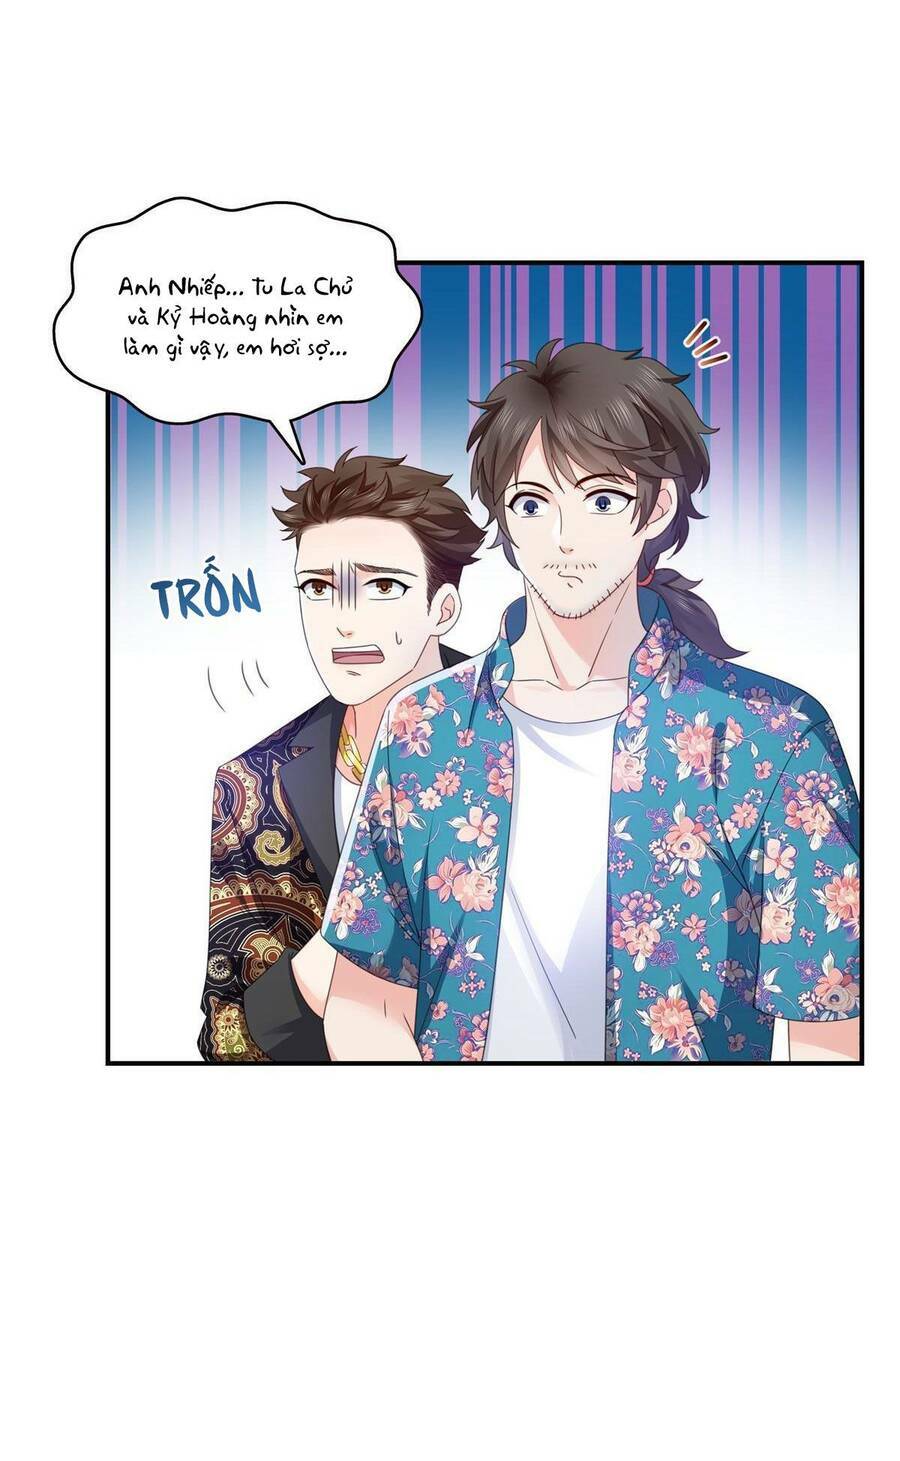 Anh Nhiếp... Tu La Chủ
và Kỷ Hoàng nhìn em
làm gì vậy, em hơi sợ...
TRỐN